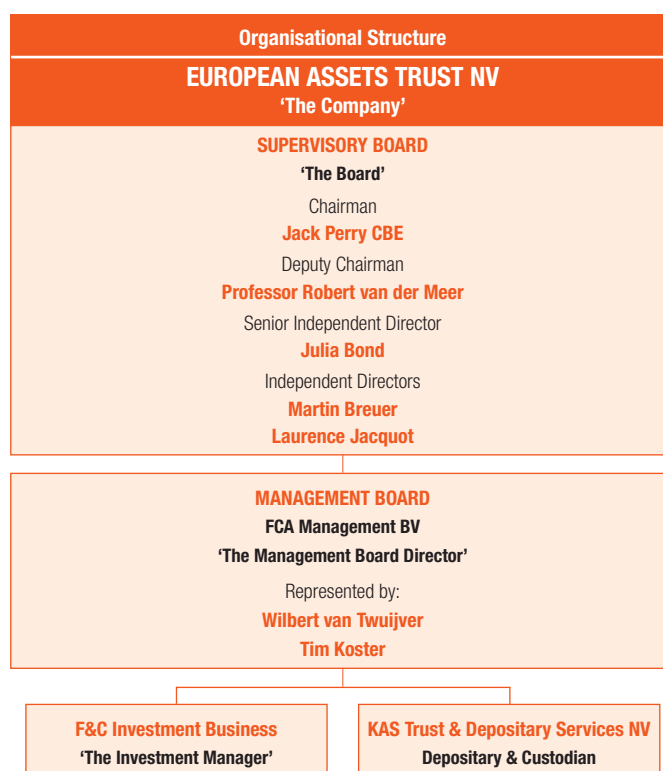 Organisational Structure
EUROPEAN ASSETS TRUST NV
‘The Company’
SUPERVISORY BOARD
‘The Board’
Chairman
Jack Perry CBE
Deputy Chairman
Professor Robert van der Meer
Senior Independent Director
Julia Bond
Independent Directors
Martin Breuer
Laurence Jacquot
MANAGEMENT BOARD
FCA Management BV
‘The Management Board Director’
Represented by:
Wilbert van Twuijver
Tim Koster
F&C Investment Business
‘The Investment Manager’
KAS Trust & Depositary Services NV
Depositary & Custodian